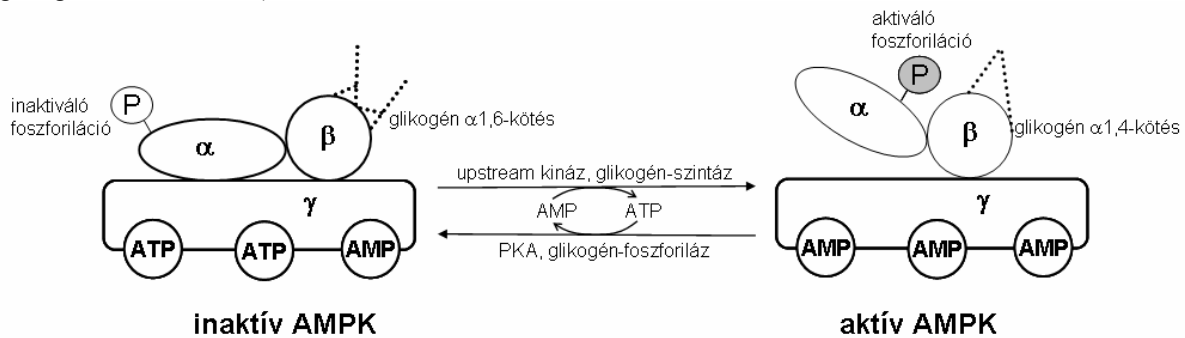 aktiváló
foszforiláció
P
α
β
glikogén α1,4-kötés
γ
AMP AMP AMP
aktív AMPK
inaktiváló
foszforiláció
P
α
β
glikogén α1,6-kötés
γ
ATP ATP AMP
inaktív AMPK
upstream kináz, glikogén-szintáz
AMP ATP
PKA, glikogén-foszforiláz